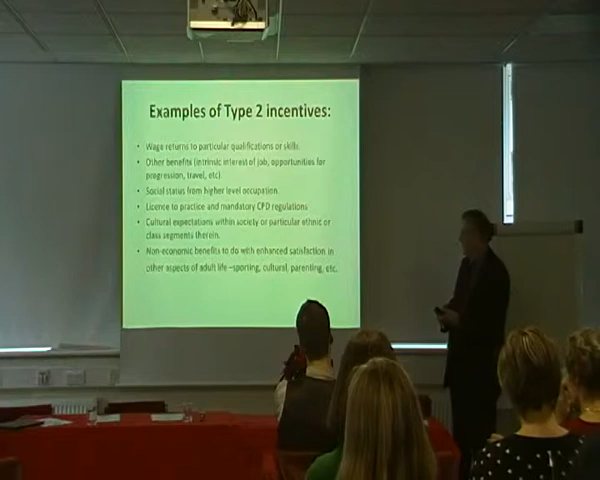 Examples of Type 2 incentives:
• Wage returns to particular qualifications or skills.
• Other benefits (intrinsic interest of job, opportunities for
progression, travel, etc)
• Social status from higher level occupation.
• Licence to practice and mandatory CPD regulations
• Cultural expectations within society or particular ethnic or
class segments therein.
• Non-economic benefits to do with enhanced satisfaction in
other aspects of adult life –sporting, cultural, parenting, etc.